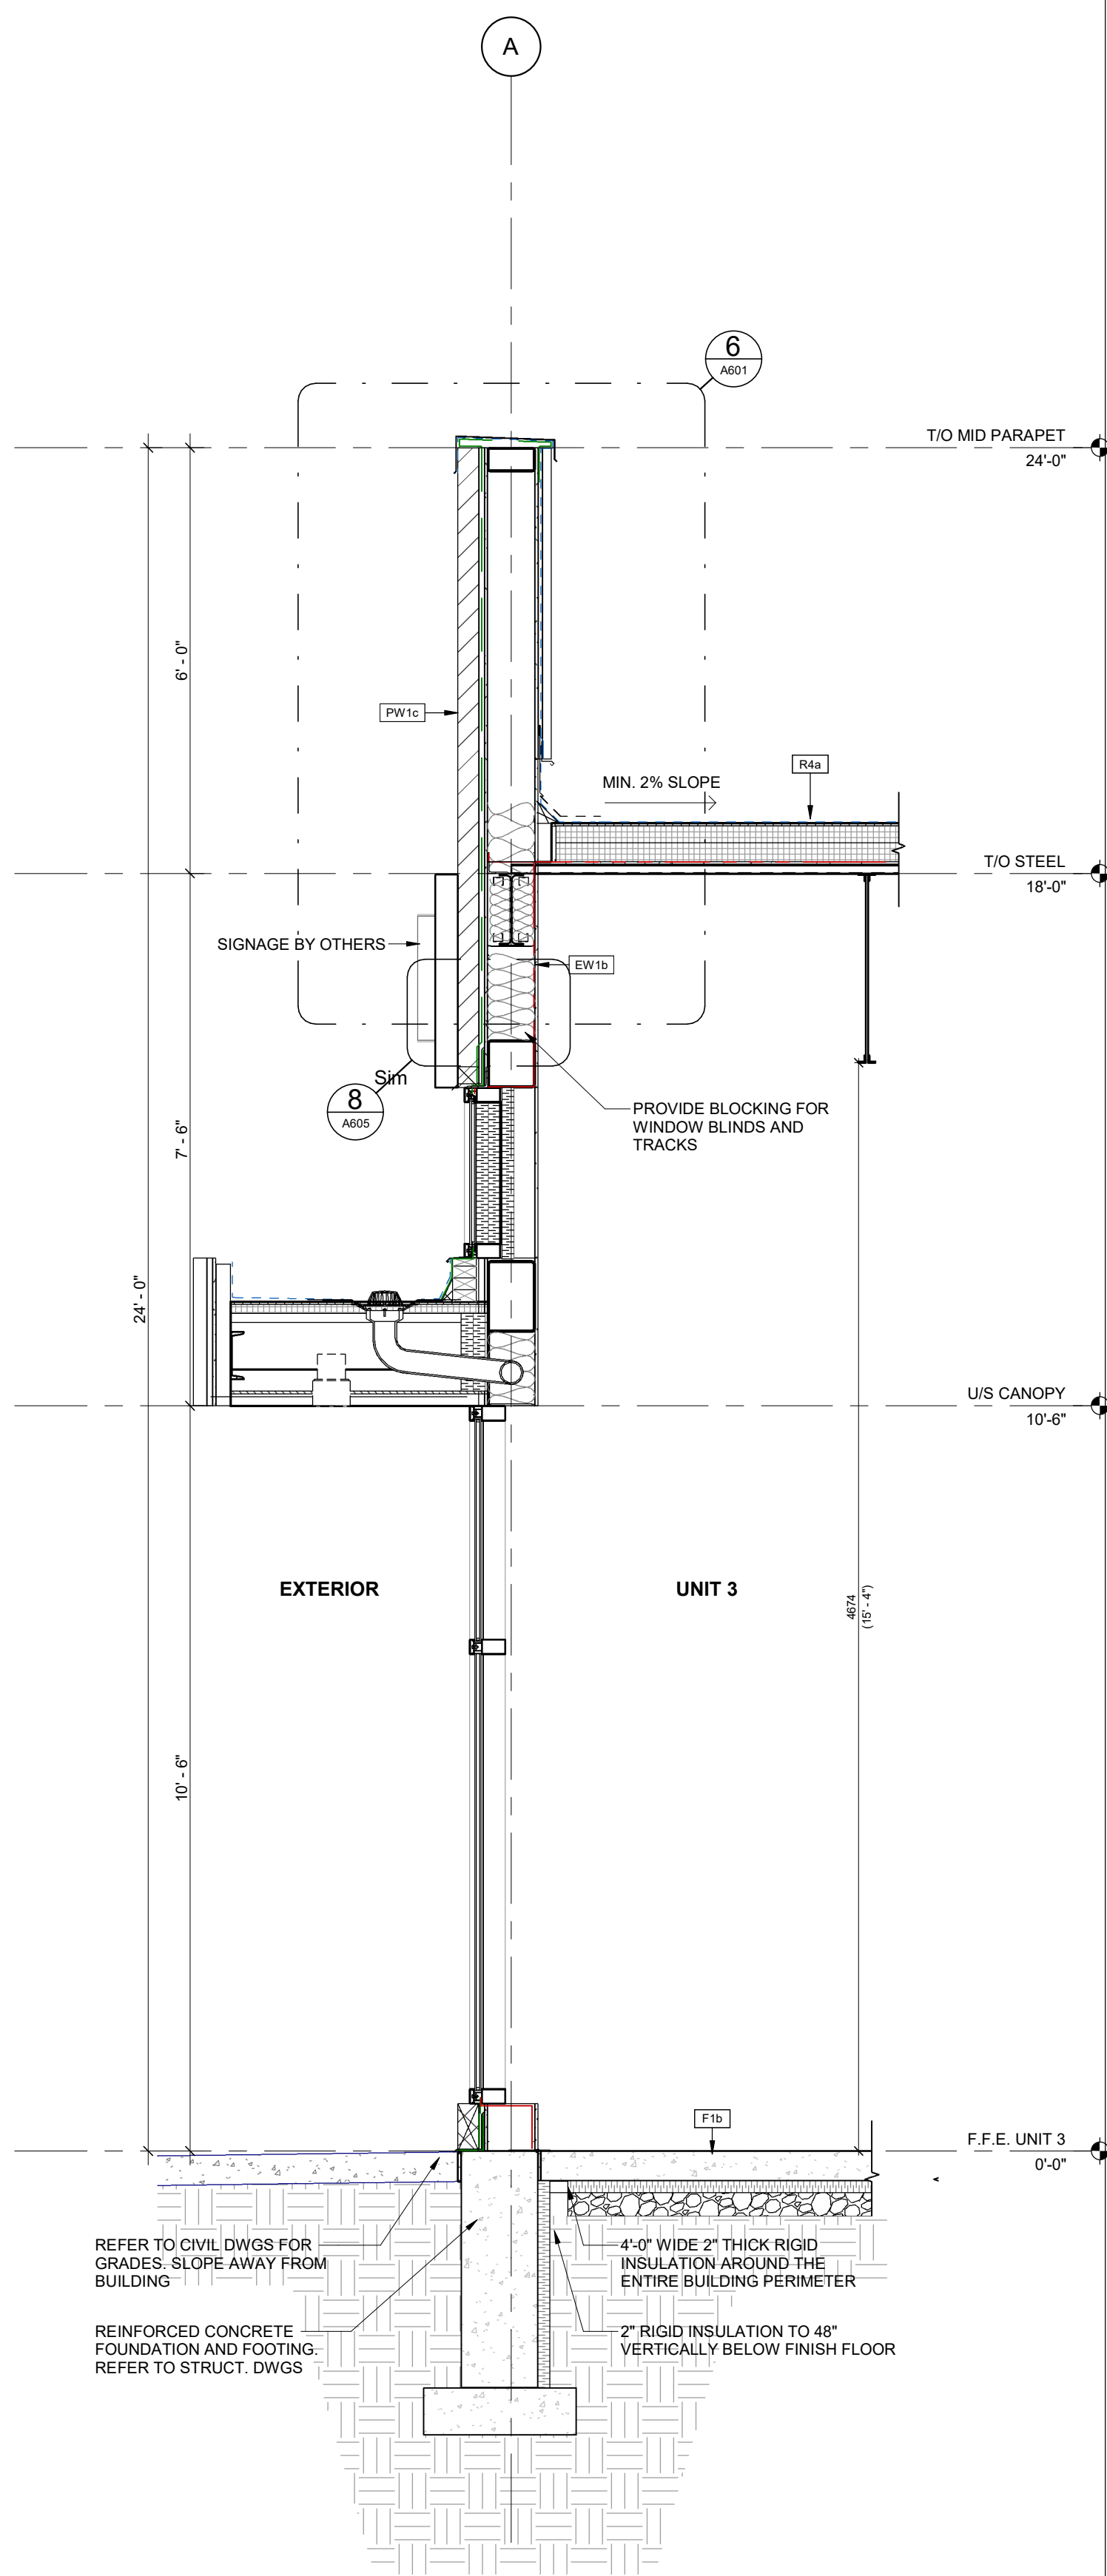 A
6
A601
T/O MID PARAPET
24'-0"
6' - 0"
PW1c
R4a
MIN. 2% SLOPE
T/O STEEL
18'-0"
SIGNAGE BY OTHERS
EW1b
Sim
8
A605
PROVIDE BLOCKING FOR
WINDOW BLINDS AND
TRACKS
7' - 6"
24' - 0"
U/S CANOPY
10'-6"
EXTERIOR
UNIT 3
4674
(15' - 4")
10' - 6"
F1b
F.F.E. UNIT 3
0'-0"
REFER TO CIVIL DWGS FOR
GRADES. SLOPE AWAY FROM
BUILDING
4'-0" WIDE 2" THICK RIGID
INSULATION AROUND THE
ENTIRE BUILDING PERIMETER
REINFORCED CONCRETE
FOUNDATION AND FOOTING.
REFER TO STRUCT. DWGS
2" RIGID INSULATION TO 48"
VERTICALLY BELOW FINISH FLOOR